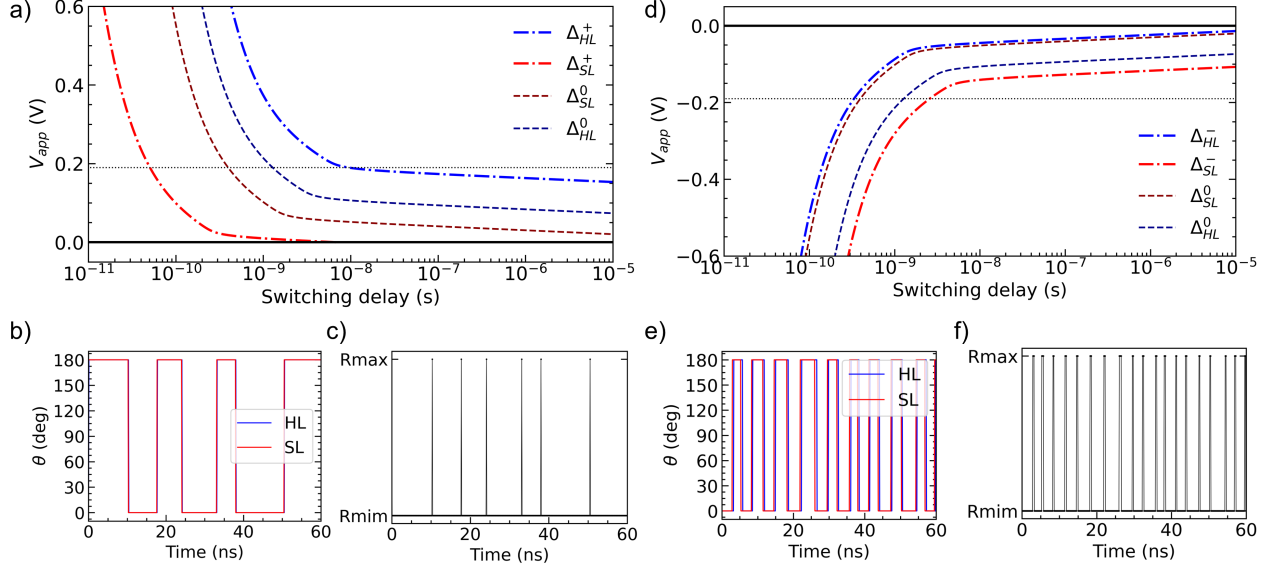 a)
0.6
0.4
0.2
0.0
V_app (V)
Δ⁺_HL
Δ⁺_SL
Δ⁰_SL
Δ⁰_HL
10⁻¹¹ 10⁻¹⁰ 10⁻⁹ 10⁻⁸ 10⁻⁷ 10⁻⁶ 10⁻⁵
Switching delay (s)
d)
0.0
−0.2
−0.4
−0.6
V_app (V)
Δ⁻_HL
Δ⁻_SL
Δ⁰_SL
Δ⁰_HL
10⁻¹¹ 10⁻¹⁰ 10⁻⁹ 10⁻⁸ 10⁻⁷ 10⁻⁶ 10⁻⁵
Switching delay (s)
b)
180
150
120
90
60
30
0
θ (deg)
HL
SL
0 20 40 60
Time (ns)
c)
Rmax
Rmim
0 20 40 60
Time (ns)
e)
180
150
120
90
60
30
0
θ (deg)
HL
SL
0 20 40 60
Time (ns)
f)
Rmax
Rmim
0 20 40 60
Time (ns)